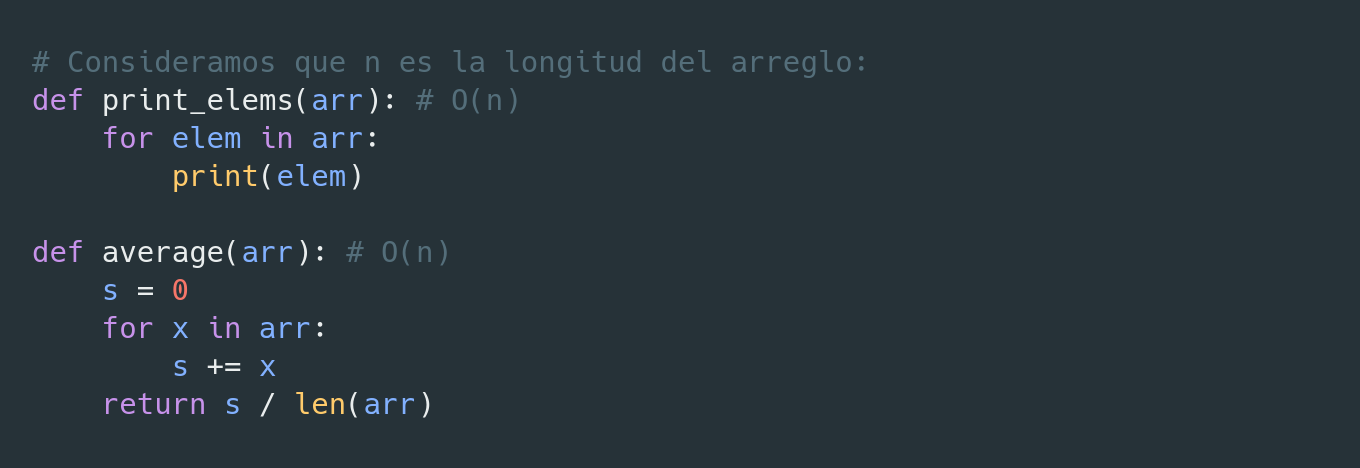 # Consideramos que n es la longitud del arreglo:
def print_elems(arr): # O(n)
    for elem in arr:
        print(elem)

def average(arr): # O(n)
    s = 0
    for x in arr:
        s += x
    return s / len(arr)